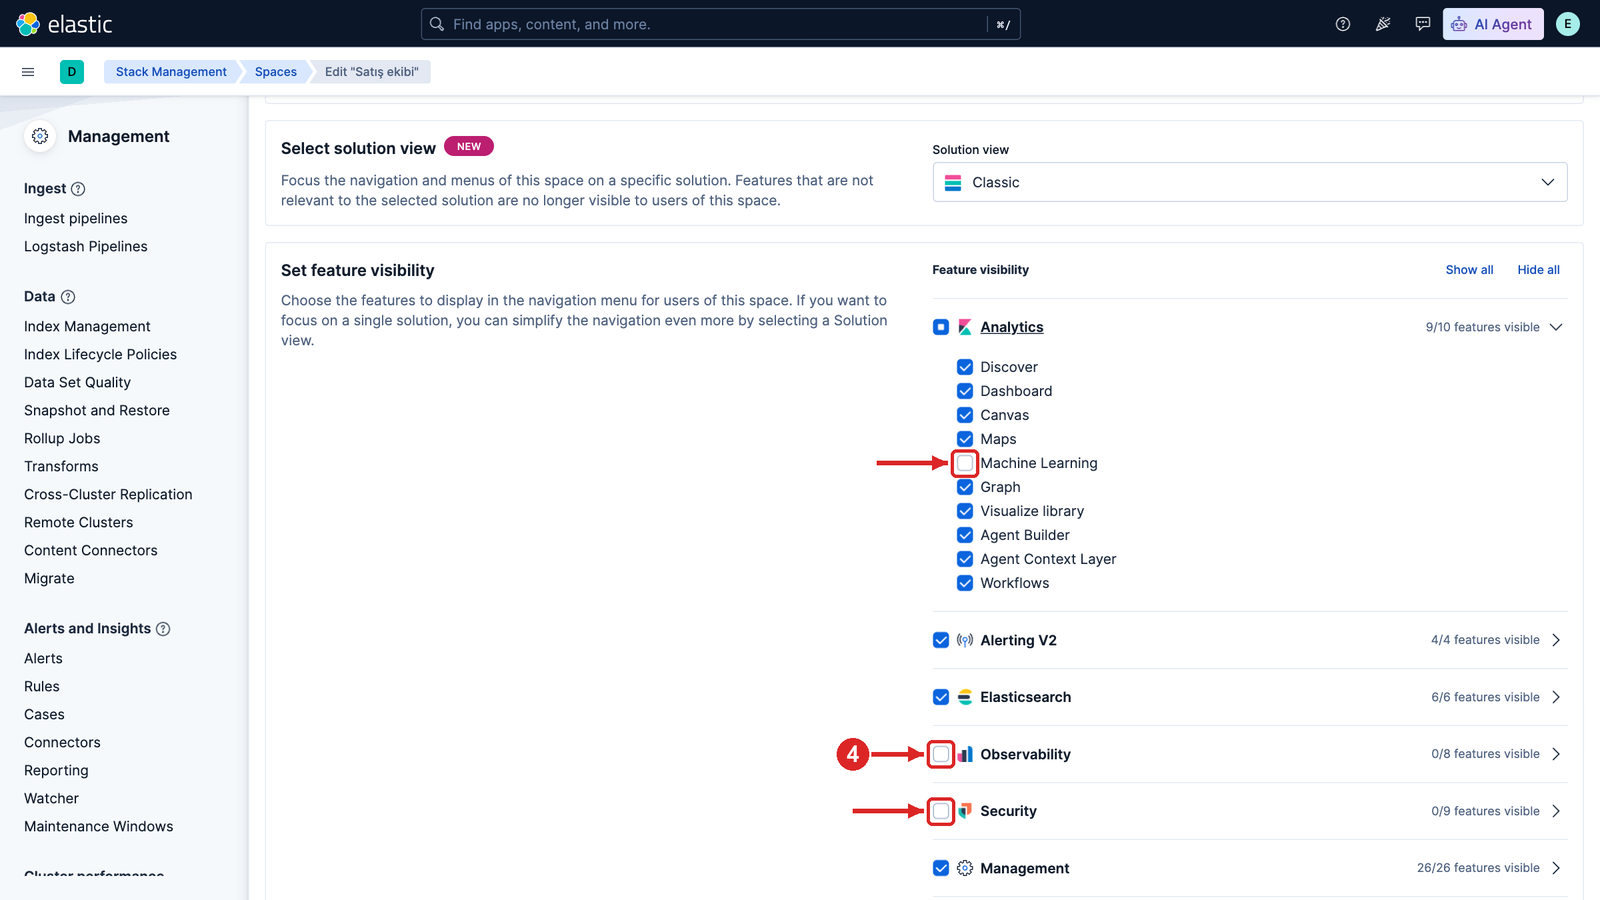 elastic
Find apps, content, and more.
⌘/
AI Agent
E
D
Stack Management
Spaces
Edit "Satış ekibi"
Management
Ingest
Ingest pipelines
Logstash Pipelines
Data
Index Management
Index Lifecycle Policies
Data Set Quality
Snapshot and Restore
Rollup Jobs
Transforms
Cross-Cluster Replication
Remote Clusters
Content Connectors
Migrate
Alerts and Insights
Alerts
Rules
Cases
Connectors
Reporting
Watcher
Maintenance Windows
Cluster performance
Select solution view NEW
Focus the navigation and menus of this space on a specific solution. Features that are not
relevant to the selected solution are no longer visible to users of this space.
Solution view
Classic
Set feature visibility
Choose the features to display in the navigation menu for users of this space. If you want to
focus on a single solution, you can simplify the navigation even more by selecting a Solution
view.
Feature visibility
Show all
Hide all
Analytics
9/10 features visible
Discover
Dashboard
Canvas
Maps
Machine Learning
Graph
Visualize library
Agent Builder
Agent Context Layer
Workflows
Alerting V2
4/4 features visible
Elasticsearch
6/6 features visible
4
Observability
0/8 features visible
Security
0/9 features visible
Management
26/26 features visible